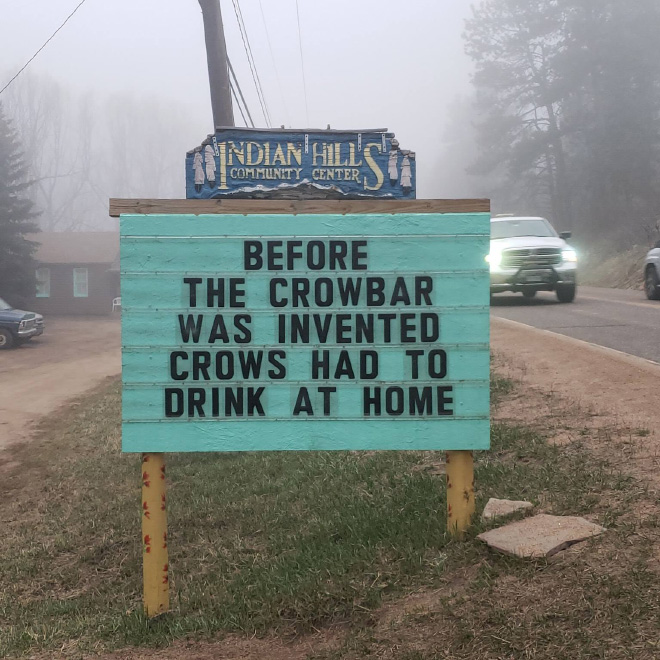 INDIAN HILLS
COMMUNITY CENTER
BEFORE
THE CROWBAR
WAS INVENTED
CROWS HAD TO
DRINK AT HOME